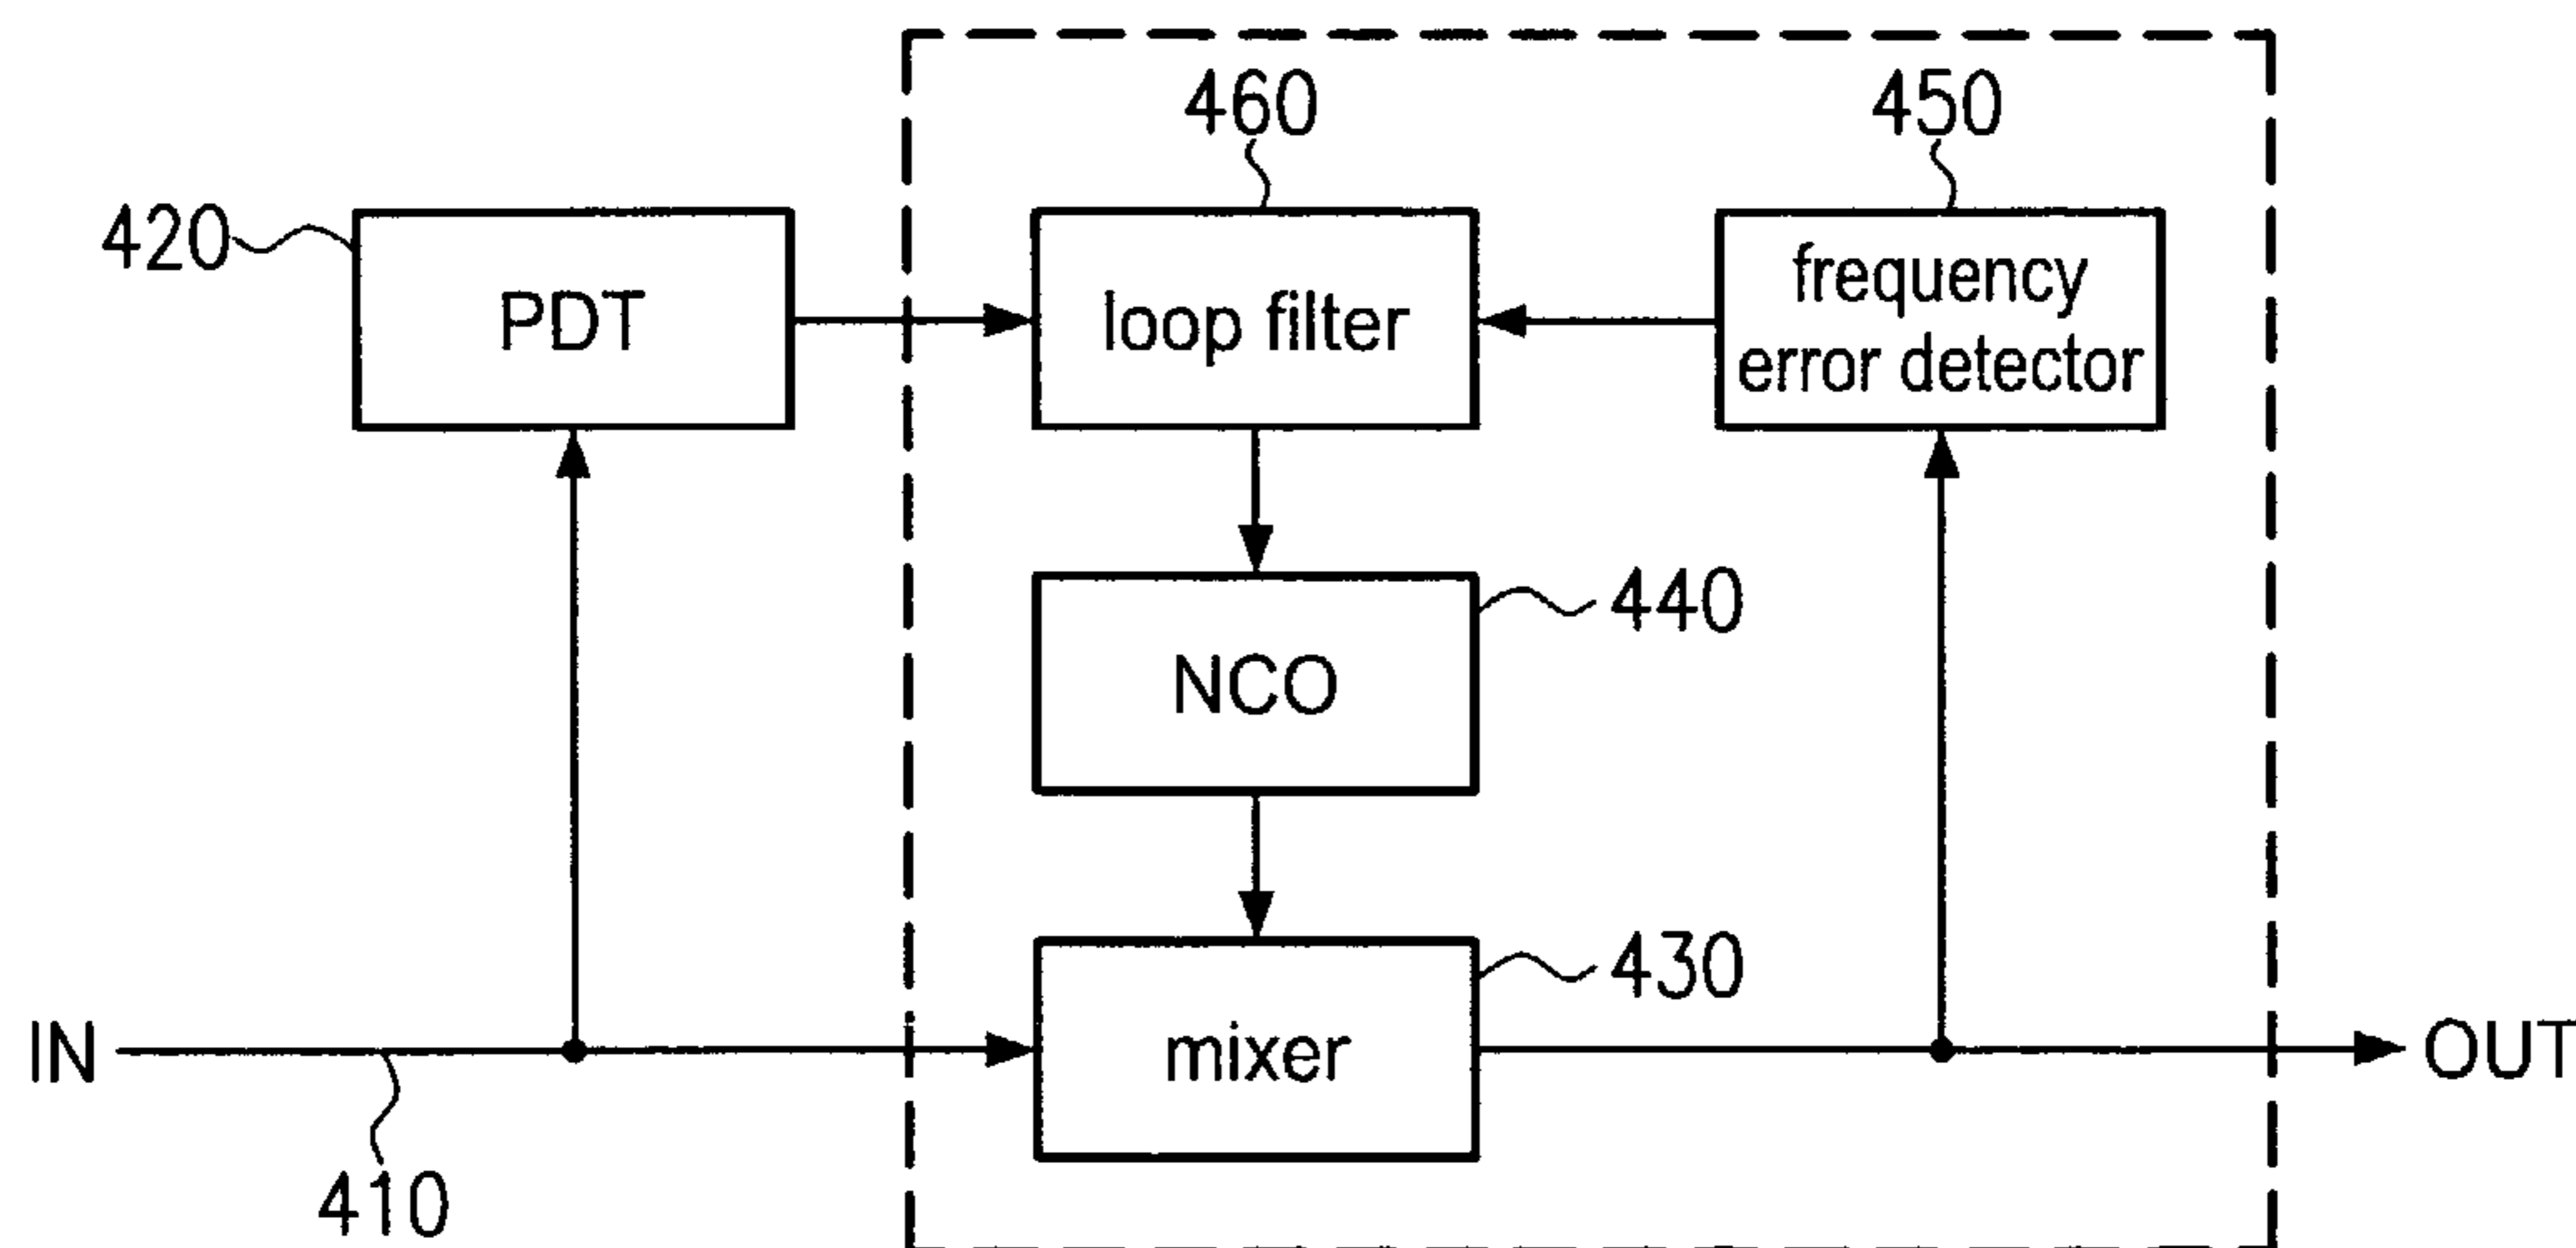 460
450
420
PDT
loop filter
frequency
error detector
NCO
440
430
IN
mixer
OUT
410